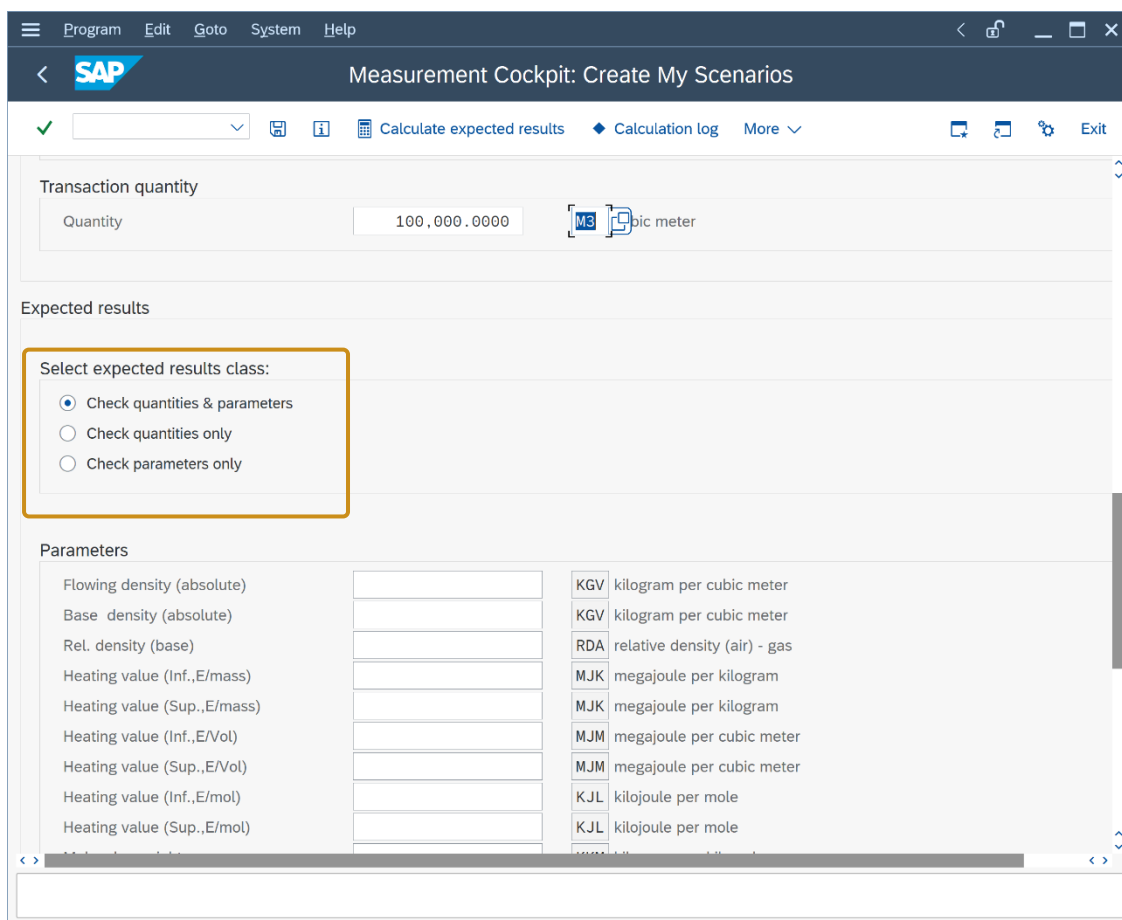 Program Edit Goto System Help
SAP Measurement Cockpit: Create My Scenarios
Calculate expected results Calculation log More Exit
Transaction quantity
Quantity 100,000.0000 M3 bic meter
Expected results
Select expected results class:
Check quantities & parameters
Check quantities only
Check parameters only
Parameters
Flowing density (absolute) KGV kilogram per cubic meter
Base density (absolute) KGV kilogram per cubic meter
Rel. density (base) RDA relative density (air) - gas
Heating value (Inf.,E/mass) MJK megajoule per kilogram
Heating value (Sup.,E/mass) MJK megajoule per kilogram
Heating value (Inf.,E/Vol) MJM megajoule per cubic meter
Heating value (Sup.,E/Vol) MJM megajoule per cubic meter
Heating value (Inf.,E/mol) KJL kilojoule per mole
Heating value (Sup.,E/mol) KJL kilojoule per mole